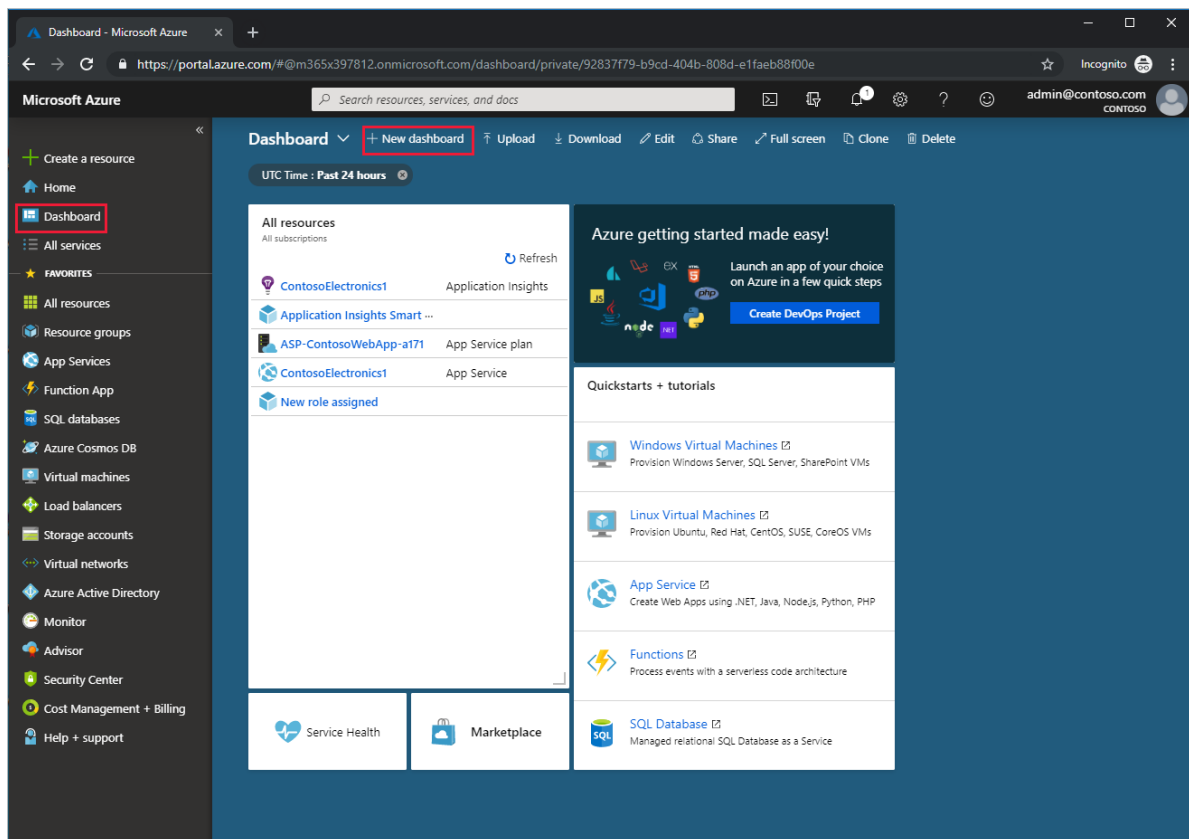 Dashboard - Microsoft Azure
https://portal.azure.com/#@m365x397812.onmicrosoft.com/dashboard/private/92837f79-b9cd-404b-808d-e1faeb88f00e
Incognito
Microsoft Azure
Search resources, services, and docs
1
admin@contoso.com
CONTOSO
Create a resource
Home
Dashboard
All services
FAVORITES
All resources
Resource groups
App Services
Function App
SQL databases
Azure Cosmos DB
Virtual machines
Load balancers
Storage accounts
Virtual networks
Azure Active Directory
Monitor
Advisor
Security Center
Cost Management + Billing
Help + support
Dashboard + New dashboard Upload Download Edit Share Full screen Clone Delete
UTC Time : Past 24 hours
All resources
All subscriptions
Refresh
ContosoElectronics1 Application Insights
Application Insights Smart ...
ASP-ContosoWebApp-a171 App Service plan
ContosoElectronics1 App Service
New role assigned
Service Health
Marketplace
Azure getting started made easy!
ex
HTML
JS
php
node
.NET
Launch an app of your choice
on Azure in a few quick steps
Create DevOps Project
Quickstarts + tutorials
Windows Virtual Machines
Provision Windows Server, SQL Server, SharePoint VMs
Linux Virtual Machines
Provision Ubuntu, Red Hat, CentOS, SUSE, CoreOS VMs
App Service
Create Web Apps using .NET, Java, Node.js, Python, PHP
Functions
Process events with a serverless code architecture
SQL
SQL Database
Managed relational SQL Database as a Service